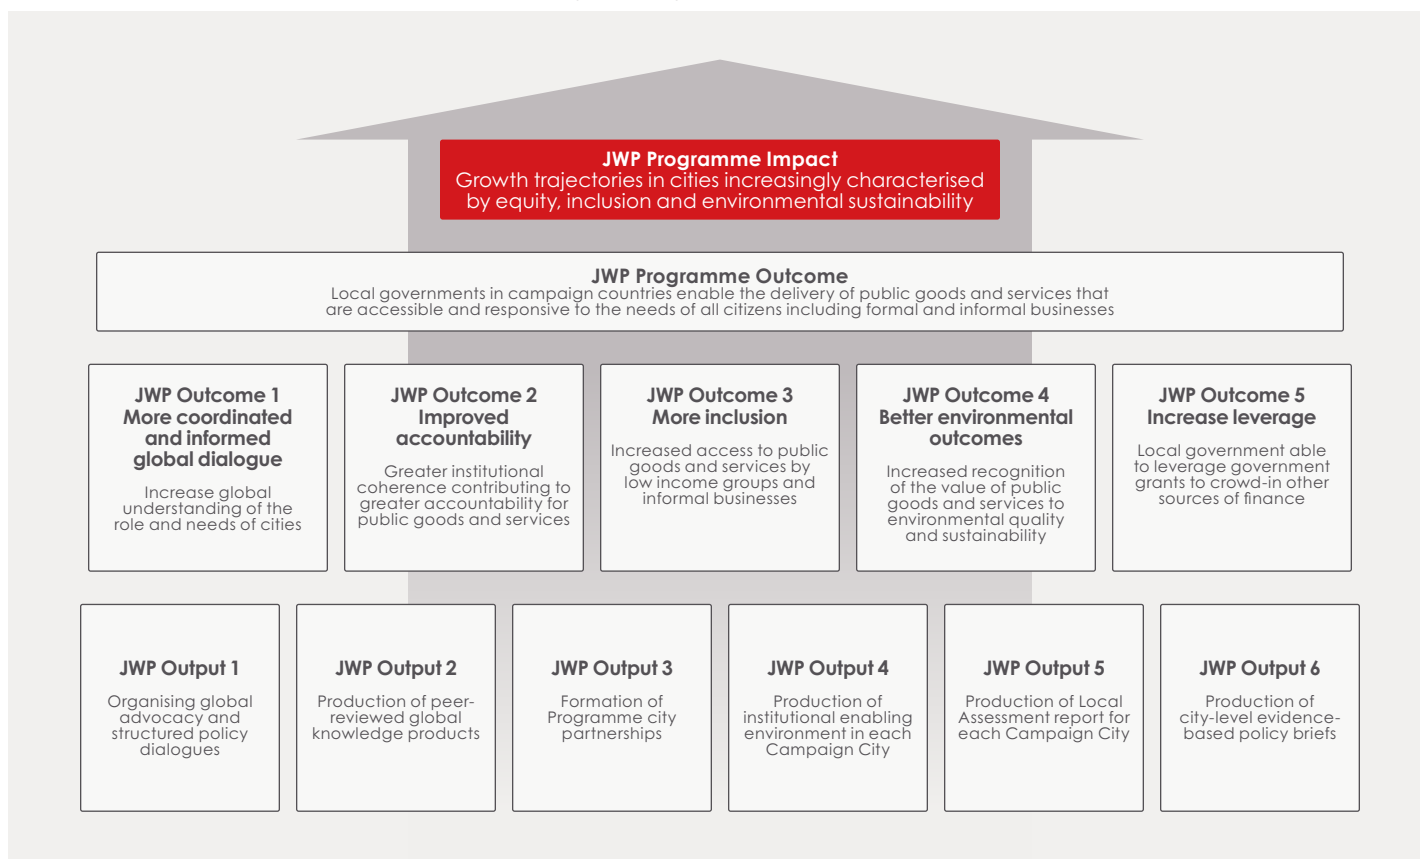 JWP Programme Impact
Growth trajectories in cities increasingly characterised
by equity, inclusion and environmental sustainability
JWP Programme Outcome
Local governments in campaign countries enable the delivery of public goods and services that
are accessible and responsive to the needs of all citizens including formal and informal businesses
JWP Outcome 1
More coordinated
and informed
global dialogue
Increase global
understanding of the
role and needs of cities
JWP Outcome 2
Improved
accountability
Greater institutional
coherence contributing to
greater accountability for
public goods and services
JWP Outcome 3
More inclusion
Increased access to public
goods and services by
low income groups and
informal businesses
JWP Outcome 4
Better environmental
outcomes
Increased recognition
of the value of public
goods and services to
environmental quality
and sustainability
JWP Outcome 5
Increase leverage
Local government able
to leverage government
grants to crowd-in other
sources of finance
JWP Output 1
Organising global
advocacy and
structured policy
dialogues
JWP Output 2
Production of peer-
reviewed global
knowledge products
JWP Output 3
Formation of
Programme city
partnerships
JWP Output 4
Production of
institutional enabling
environment in each
Campaign City
JWP Output 5
Production of Local
Assessment report for
each Campaign City
JWP Output 6
Production of
city-level evidence-
based policy briefs